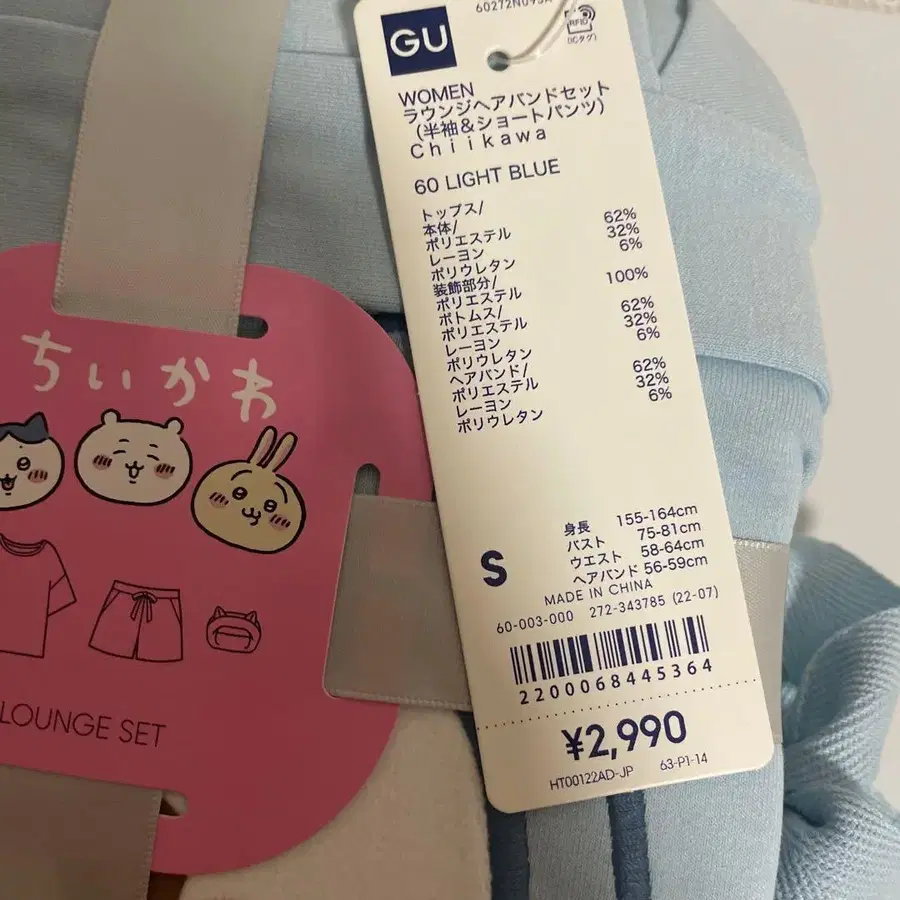 GU
RFID
(ICタグ)
WOMEN
ラウンジヘアバンドセット
(半袖&ショートパンツ)
Chiikawa
60 LIGHT BLUE
トップス/
本体/
ポリエステル 62%
レーヨン 32%
ポリウレタン 6%
装飾部分/
ポリエステル 100%
ボトムス/
ポリエステル 62%
レーヨン 32%
ポリウレタン 6%
ヘアバンド/
ポリエステル 62%
レーヨン 32%
ポリウレタン 6%
S
身長 155-164cm
バスト 75-81cm
ウエスト 58-64cm
ヘアバンド 56-59cm
MADE IN CHINA
60-003-000 272-343785 (22-07)
2200068445364
¥2,990
HT00122AD-JP 63-P1-14
ちいかわ
LOUNGE SET